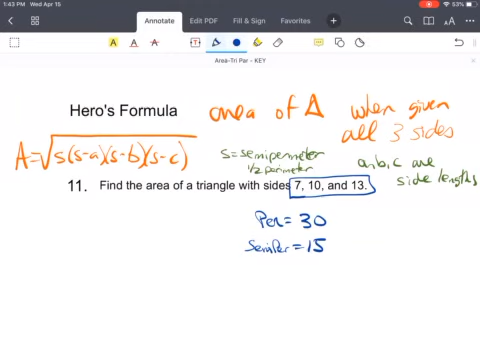 1:43 PM Wed Apr 15
53%
Annotate Edit PDF Fill & Sign Favorites
Area-Tri Par - KEY
Hero's Formula area of Δ when given all 3 sides
A=√s(s-a)(s-b)(s-c)
s=semiperimeter
1/2 perimeter
a,b,c are
side lengths
11. Find the area of a triangle with sides 7, 10, and 13.
Per= 30
SemiPer =15